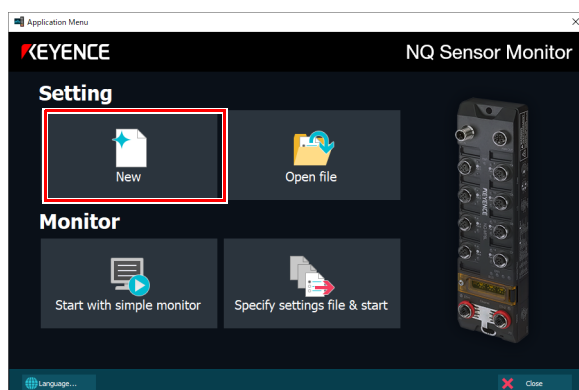 Application Menu
KEYENCE
NQ Sensor Monitor
Setting
New
Open file
Monitor
Start with simple monitor
Specify settings file & start
KEYENCE
Language...
Close